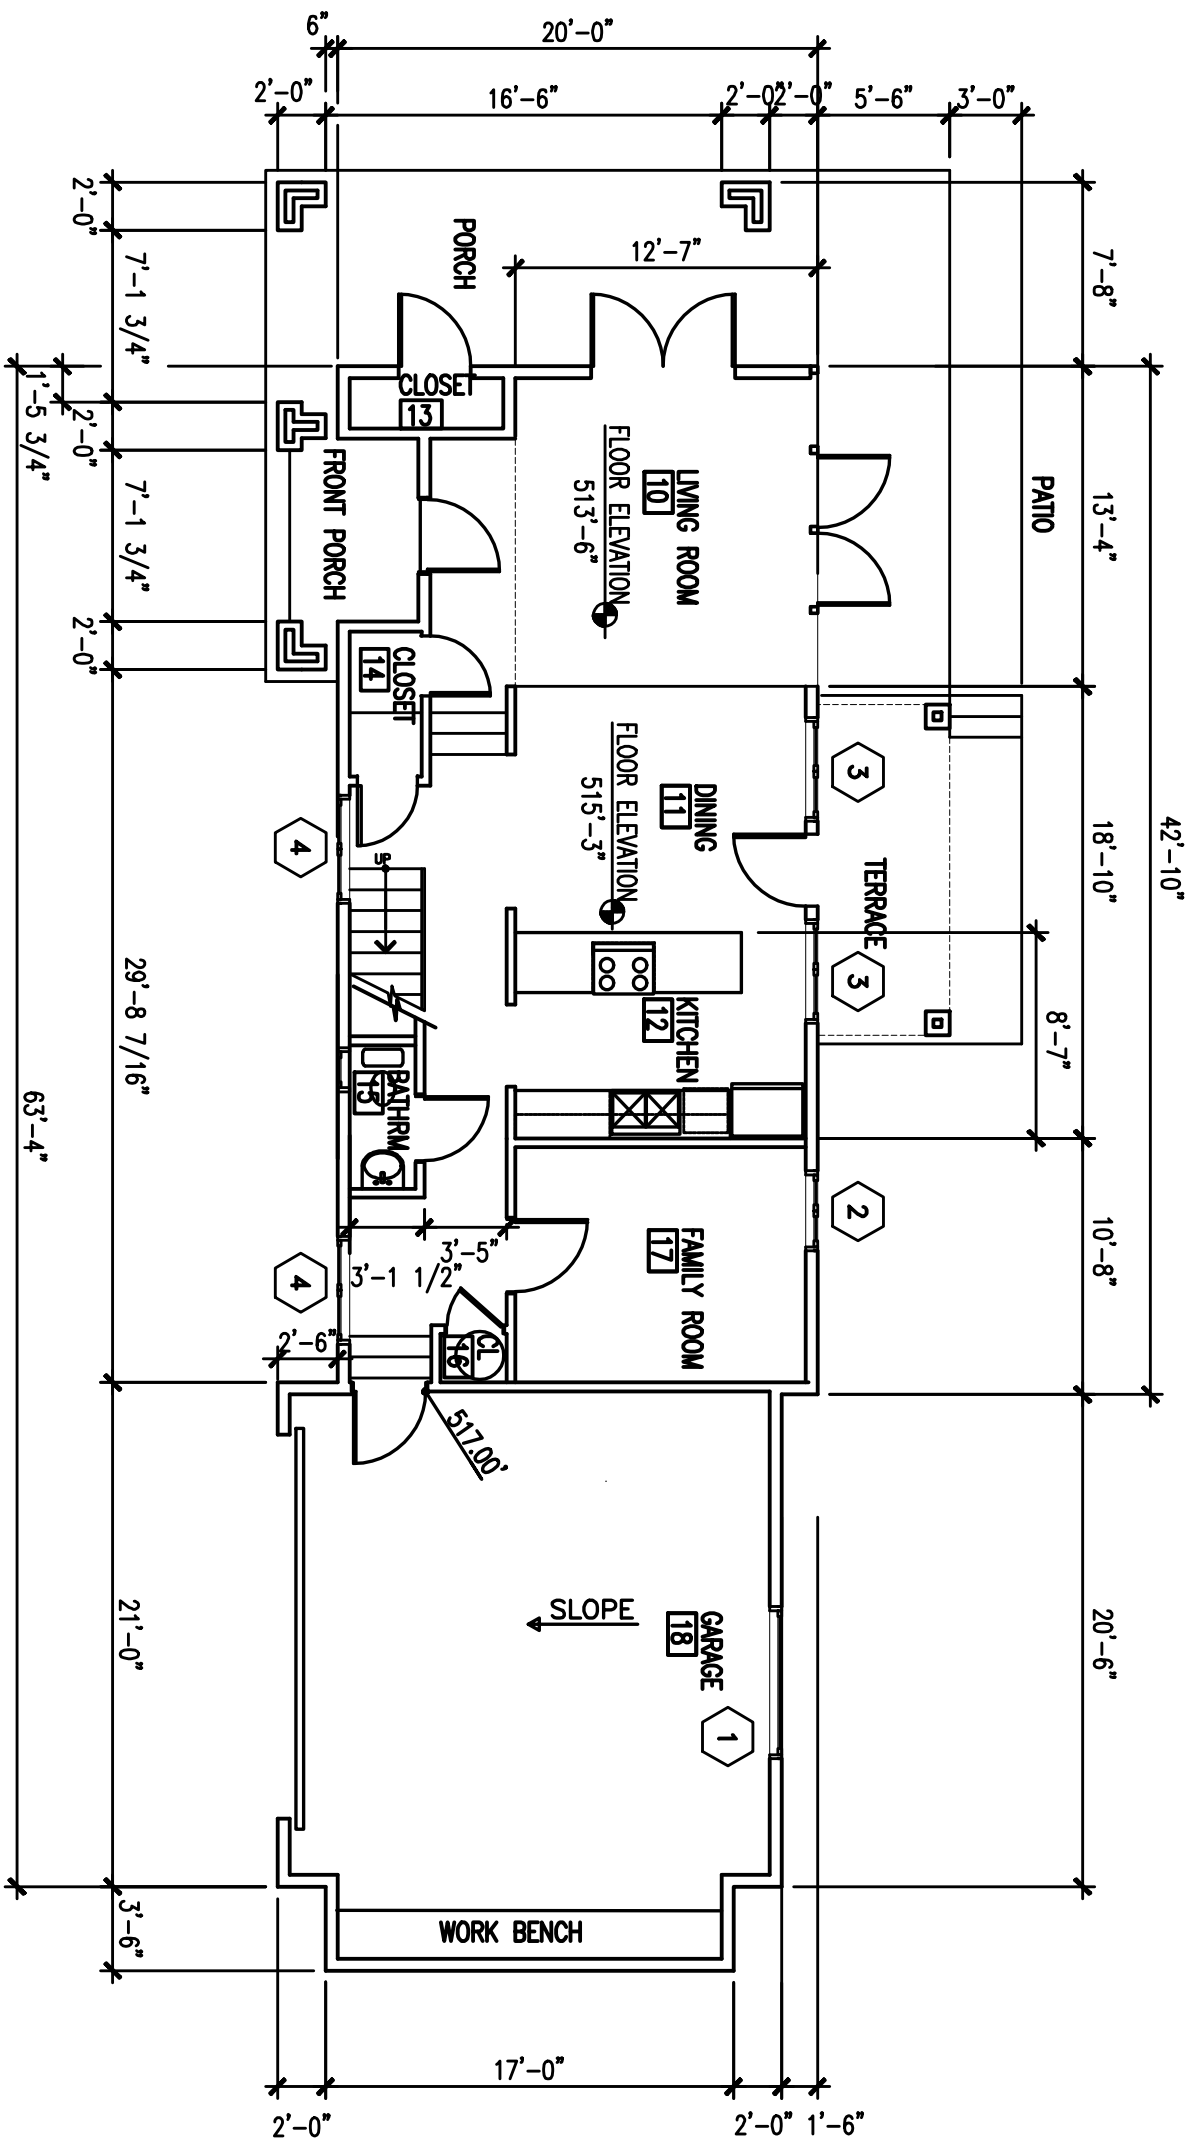 6"
20'-0"
2'-0"
16'-6"
2'-0"
2'-0"
5'-6"
3'-0"
2'-0"
7'-1 3/4"
1'-5 3/4"
2'-0"
7'-1 3/4"
2'-0"
29'-8 7/16"
63'-4"
21'-0"
3'-6"
7'-8"
13'-4"
42'-10"
18'-10"
8'-7"
10'-8"
20'-6"
PORCH
12'-7"
CLOSET
13
FRONT PORCH
LIVING ROOM
10
FLOOR ELEVATION
513'-6"
PATIO
CLOSET
14
DINING
11
FLOOR ELEVATION
515'-3"
3
TERRACE
3
4
UP
KITCHEN
12
BATHRM
15
2
FAMILY ROOM
17
3'-5"
3'-1 1/2"
4
CL
16
2'-6"
517.00'
SLOPE
GARAGE
18
1
WORK BENCH
2'-0"
17'-0"
2'-0"
1'-6"